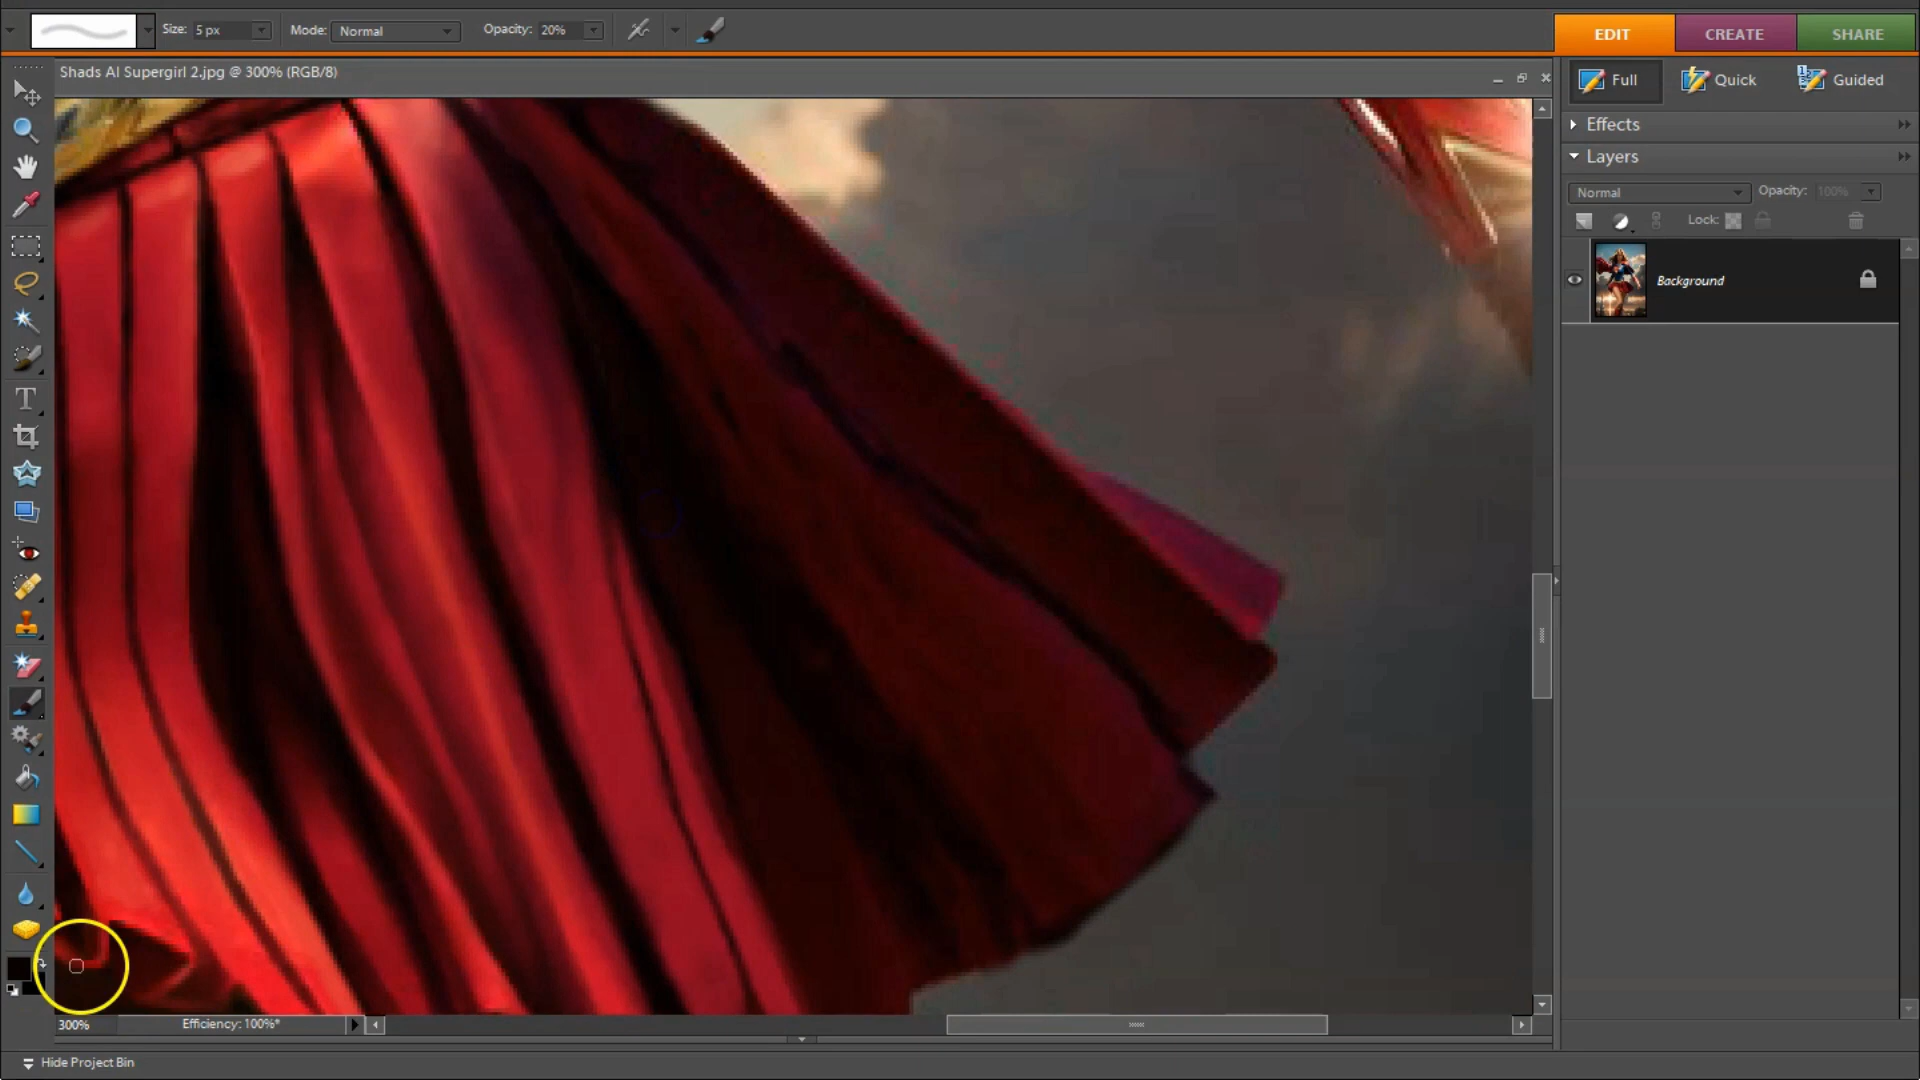 Size: 5 px Mode: Normal Opacity: 20%
EDIT CREATE SHARE
Shads AI Supergirl 2.jpg @ 300% (RGB/8)
Full Quick Guided
Effects
Layers
Normal Opacity: 100%
Lock:
Background
T
300% Efficiency: 100%*
Hide Project Bin